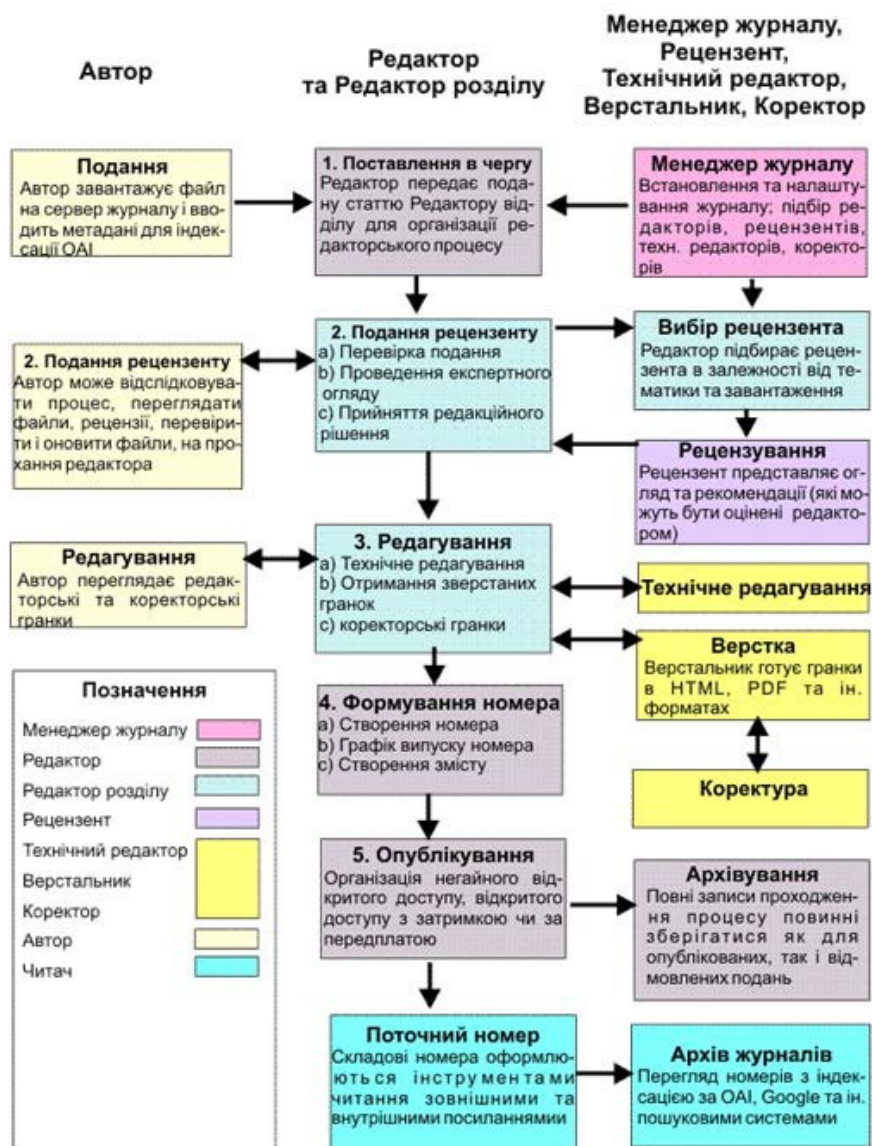 Автор
Редактор
та Редактор розділу
Менеджер журналу,
Рецензент,
Технічний редактор,
Верстальник, Коректор
Подання
Автор завантажує файл
на сервер журналу і вво-
дить метадані для індек-
сації OAI
1. Поставлення в чергу
Редактор передає пода-
ну статтю Редактору від-
ділу для організації ре-
дакторського процесу
Менеджер журналу
Встановлення та налашту-
вання журналу; підбір ре-
дакторів, рецензентів,
техн. редакторів, коректо-
рів
2. Подання рецензенту
Автор може відслідковува-
ти процес, переглядати
файли, рецензії, перевіри-
ти і оновити файли, на про-
хання редактора
2. Подання рецензенту
a) Перевірка подання
b) Проведення експертного
огляду
c) Прийняття редакційного
рішення
Вибір рецензента
Редактор підбирає рецен-
зента в залежності від те-
матики та завантаження
Рецензування
Рецензент представляє ог-
ляд та рекомендації (які мо-
жуть бути оцінені редакто-
ром)
Редагування
Автор переглядає редак-
торські та коректорські
гранки
3. Редагування
a) Технічне редагування
b) Отримання зверстаних
гранок
c) коректорські гранки
Технічне редагування
Верстка
Верстальник готує гранки
в HTML, PDF та ін.
форматах
Коректура
Позначення
Менеджер журналу
Редактор
Редактор розділу
Рецензент
Технічний редактор
Верстальник
Коректор
Автор
Читач
4. Формування номера
a) Створення номера
b) Графік випуску номера
c) Створення змісту
5. Опублікування
Організація негайного від-
критого доступу, відкритого
доступу з затримкою чи за
передплатою
Архівування
Повні записи проходжен-
ня процесу повинні
зберігатися як для
опублікованих, так і від-
мовлених подань
Поточний номер
Складові номера оформлю-
ються інструментами
читання зовнішними та
внутрішними посиланнямии
Архів журналів
Перегляд номерів з індек-
сацією за OAI, Google та ін.
пошуковими системами